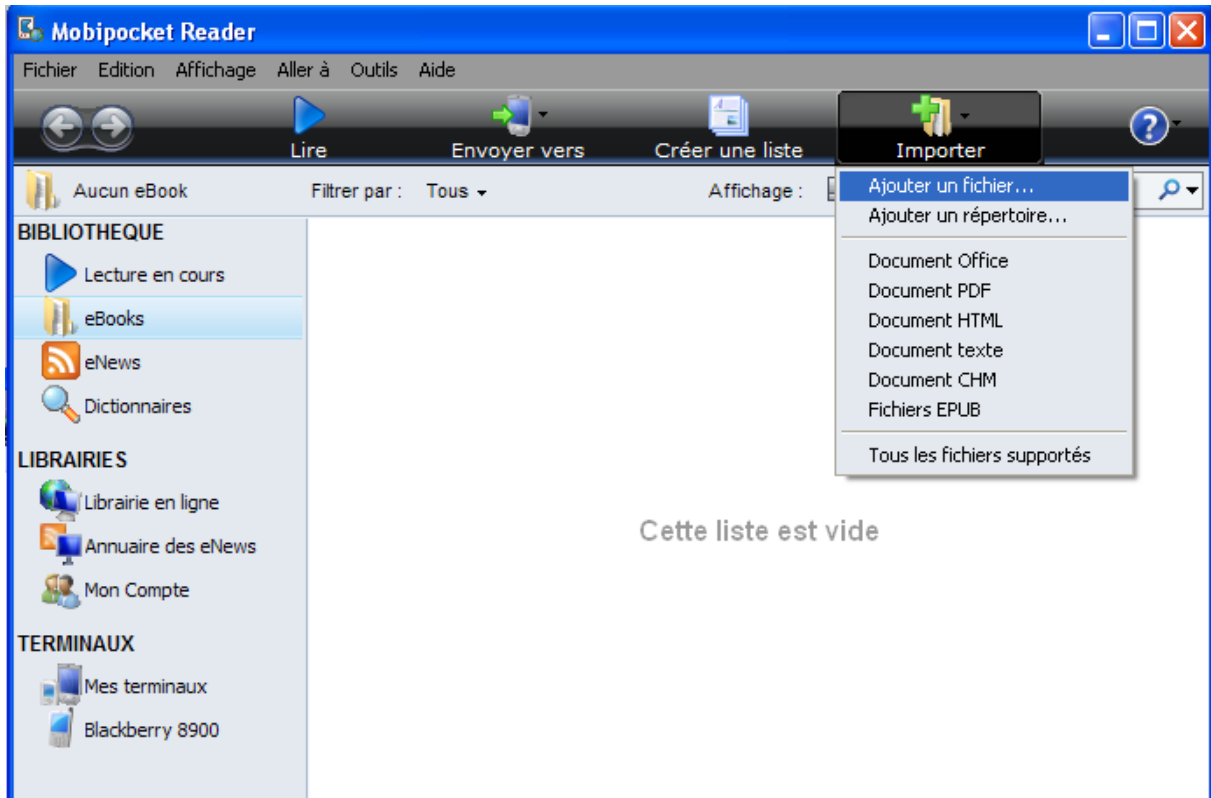 Mobipocket Reader
Fichier Edition Affichage Aller à Outils Aide
Lire Envoyer vers Créer une liste Importer
Aucun eBook Filtrer par : Tous Affichage :
Ajouter un fichier...
Ajouter un répertoire...
Document Office
Document PDF
Document HTML
Document texte
Document CHM
Fichiers EPUB
Tous les fichiers supportés
BIBLIOTHEQUE
Lecture en cours
eBooks
eNews
Dictionnaires
LIBRAIRIES
Librairie en ligne
Annuaire des eNews
Mon Compte
TERMINAUX
Mes terminaux
Blackberry 8900
Cette liste est vide